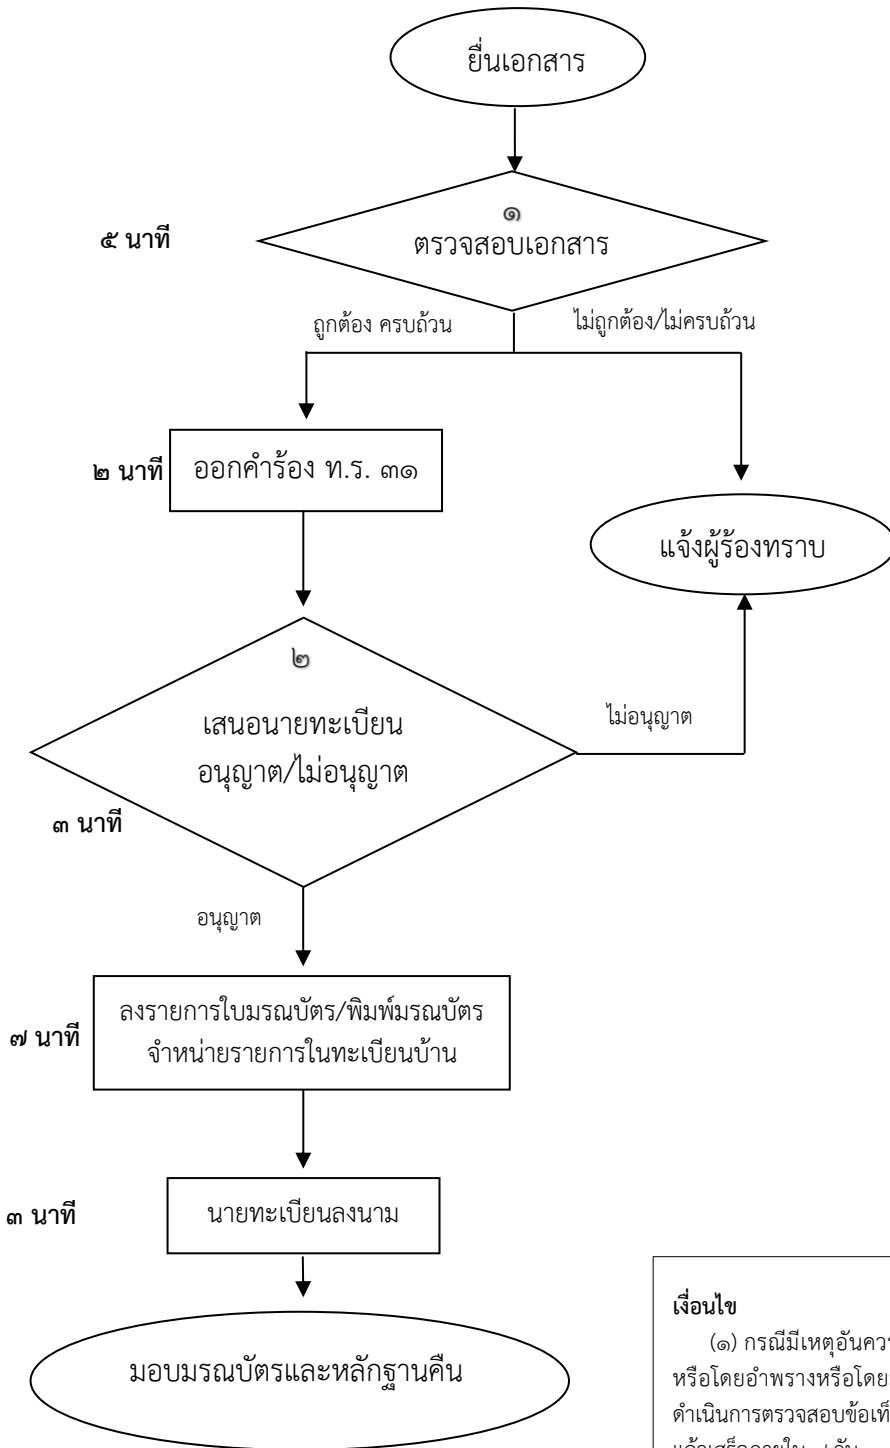 ยื่นเอกสาร
๑
๕ นาที
ตรวจสอบเอกสาร
ถูกต้อง ครบถ้วน
ไม่ถูกต้อง/ไม่ครบถ้วน
๒ นาที
ออกคำร้อง ท.ร. ๓๑
แจ้งผู้ร้องทราบ
๒
เสนอนายทะเบียน
อนุญาต/ไม่อนุญาต
ไม่อนุญาต
๓ นาที
อนุญาต
ลงรายการใบมรณบัตร/พิมพ์มรณบัตร
จำหน่ายรายการในทะเบียนบ้าน
๗ นาที
๓ นาที
นายทะเบียนลงนาม
มอบมรณบัตรและหลักฐานคืน
เงื่อนไข
(๑) กรณีมีเหตุอันควร
หรือโดยอำพรางหรือโดย
ดำเนินการตรวจสอบข้อเท็